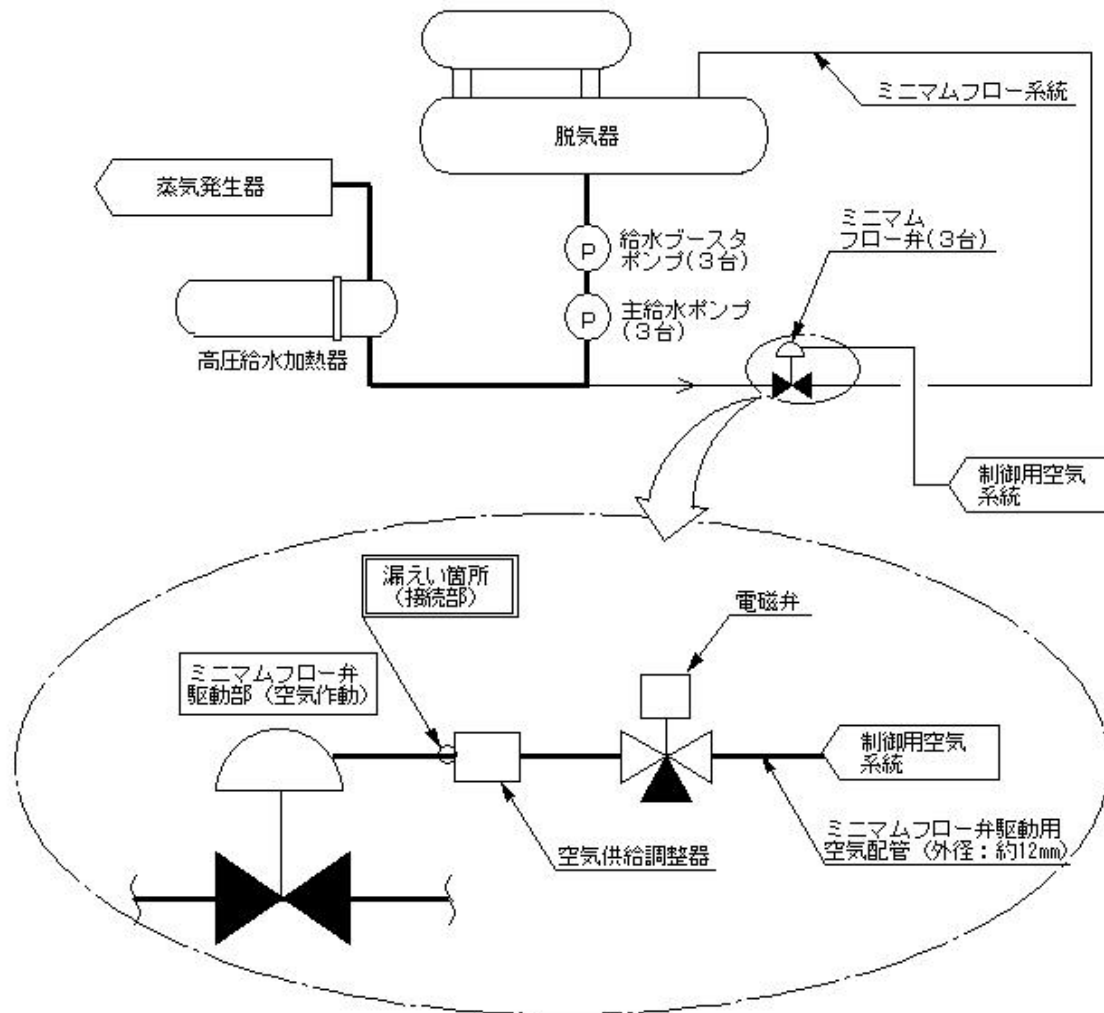 ミニマムフロー系統
脱気器
蒸気発生器
ミニマム
フロー弁(3台)
給水ブースタ
ポンプ(3台)
P
主給水ポンプ
(3台)
P
高圧給水加熱器
制御用空気
系統
漏えい箇所
(接続部)
電磁弁
ミニマムフロー弁
駆動部(空気作動)
制御用空気
系統
ミニマムフロー弁駆動用
空気配管(外径:約12㎜)
空気供給調整器